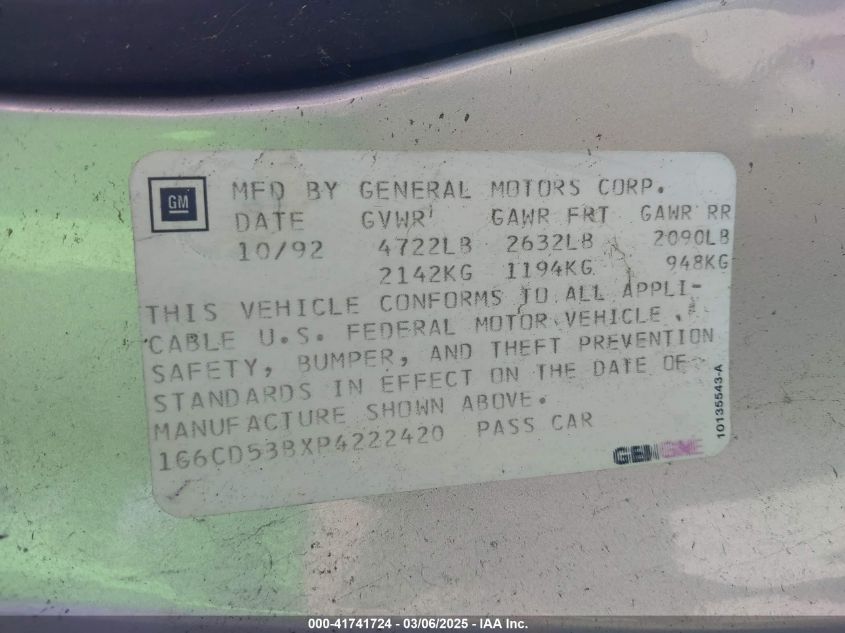 GM
MFD BY GENERAL MOTORS CORP.
DATE GVWR GAWR FRT GAWR RR
10/92 4722LB 2632LB 2090LB
2142KG 1194KG 948KG
THIS VEHICLE CONFORMS TO ALL APPLI-
CABLE U.S. FEDERAL MOTOR VEHICLE
SAFETY, BUMPER, AND THEFT PREVENTION
STANDARDS IN EFFECT ON THE DATE OF
MANUFACTURE SHOWN ABOVE.
1G6CD53BXP4222420 PASS CAR
10135543-A
000-41741724 | 03/06/2025 | © IAA Inc.